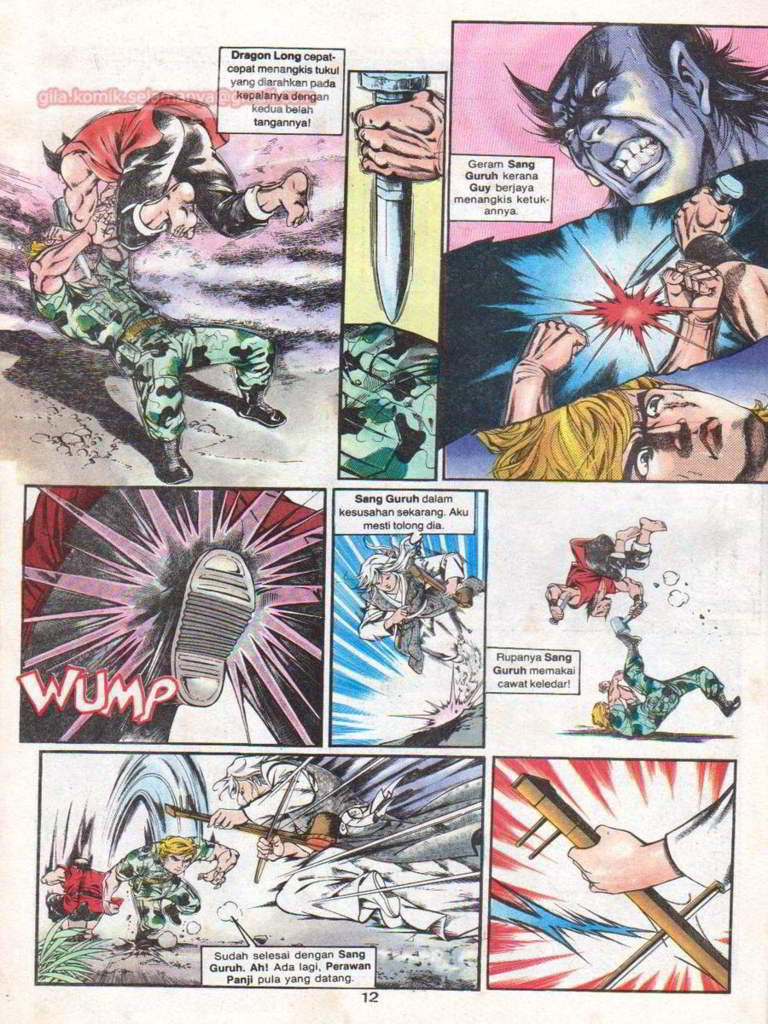 Dragon Long cepat-
cepat menangkis tukul
yang diarahkan pada
kepalanya dengan
kedua belah
tangannya!
Geram Sang
Guruh kerana
Guy berjaya
menangkis ketuk-
annya.
WUMP
Sang Guruh dalam
kesusahan sekarang. Aku
mesti tolong dia.
Rupanya Sang
Guruh memakai
cawat keledar!
Sudah selesai dengan Sang
Guruh. Ah! Ada lagi, Perawan
Panji pula yang datang.
12